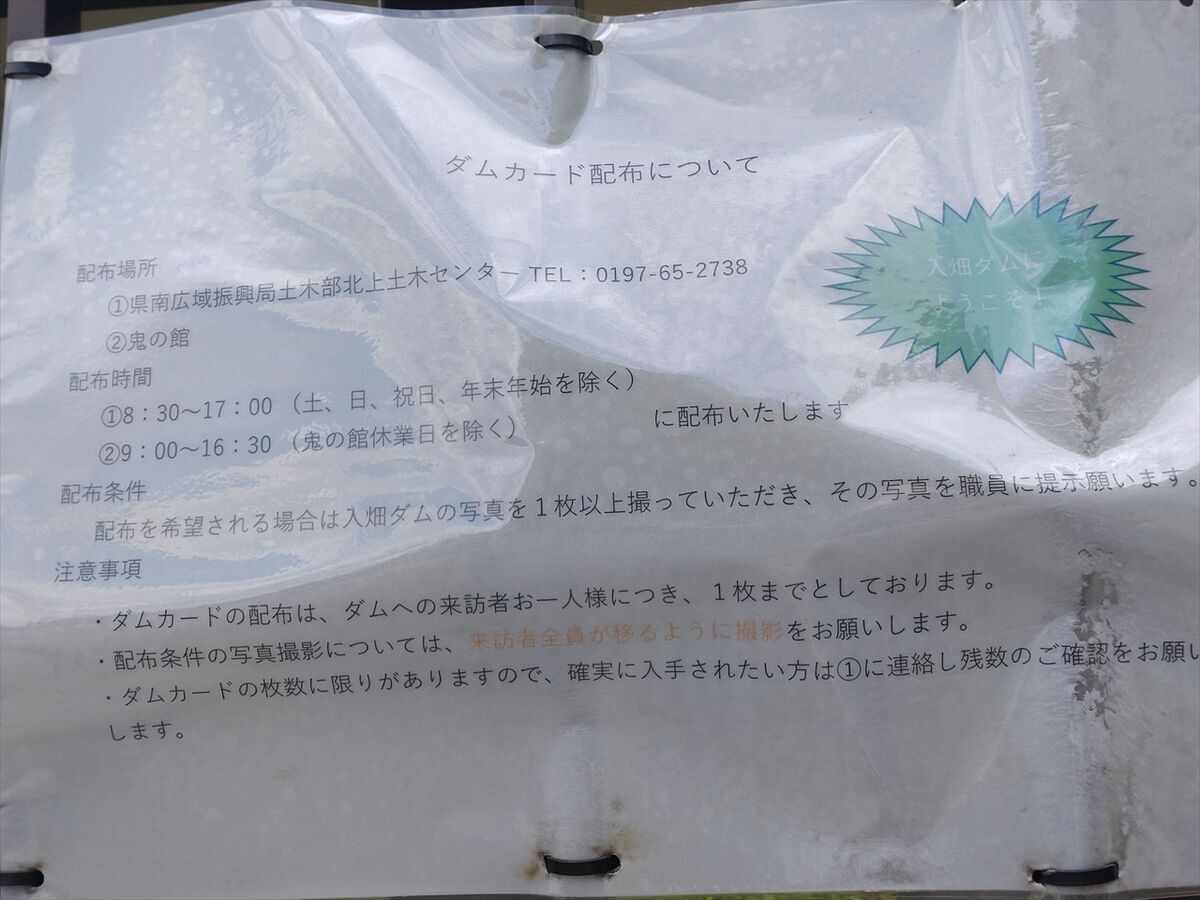 ダムカード配布について
入畑ダムに
ようこそ!
配布場所
①県南広域振興局土木部北上土木センター TEL：0197-65-2738
②鬼の館
配布時間
①8：30～17：00 （土、日、祝日、年末年始を除く）
②9：00～16：30 （鬼の館休業日を除く）
に配布いたします
配布条件
配布を希望される場合は入畑ダムの写真を１枚以上撮っていただき、その写真を職員に提示願います。
注意事項
・ダムカードの配布は、ダムへの来訪者お一人様につき、１枚までとしております。
・配布条件の写真撮影については、来訪者全員が移るように撮影をお願いします。
・ダムカードの枚数に限りがありますので、確実に入手されたい方は①に連絡し残数のご確認をお願い
します。